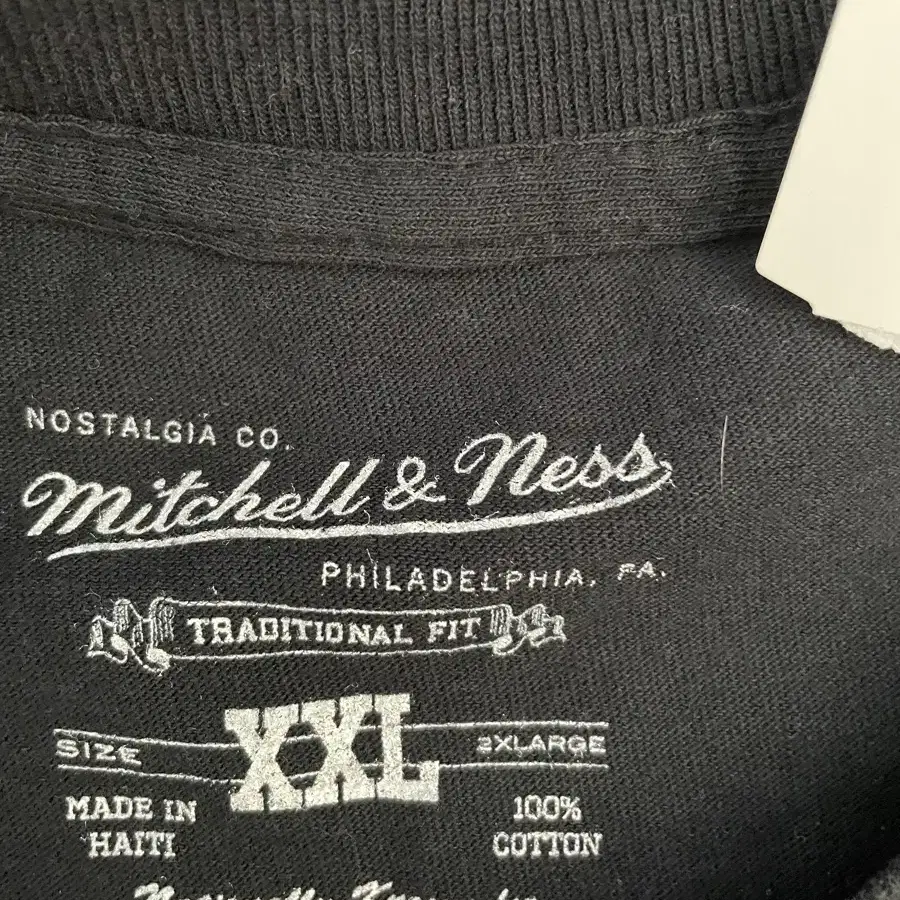 NOSTALGIA CO.
Mitchell & Ness
PHILADELPHIA, PA.
TRADITIONAL FIT
SIZE XXL 2XLARGE
MADE IN HAITI
100% COTTON